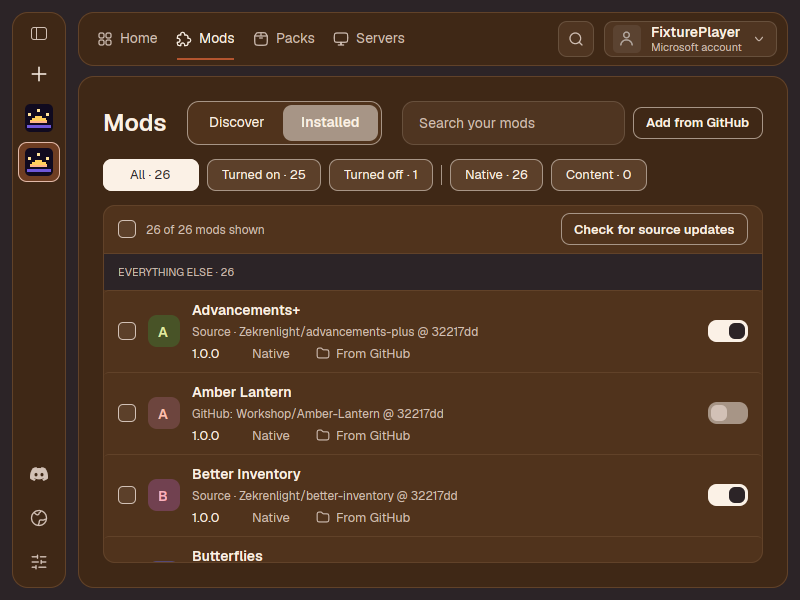 Home
Mods
Packs
Servers
FixturePlayer
Microsoft account
Mods
Discover
Installed
Search your mods
Add from GitHub
All · 26
Turned on · 25
Turned off · 1
Native · 26
Content · 0
26 of 26 mods shown
Check for source updates
EVERYTHING ELSE · 26
A
Advancements+
Source · Zekrenlight/advancements-plus @ 32217dd
1.0.0
Native
From GitHub
A
Amber Lantern
GitHub: Workshop/Amber-Lantern @ 32217dd
1.0.0
Native
From GitHub
B
Better Inventory
Source · Zekrenlight/better-inventory @ 32217dd
1.0.0
Native
From GitHub
Butterflies